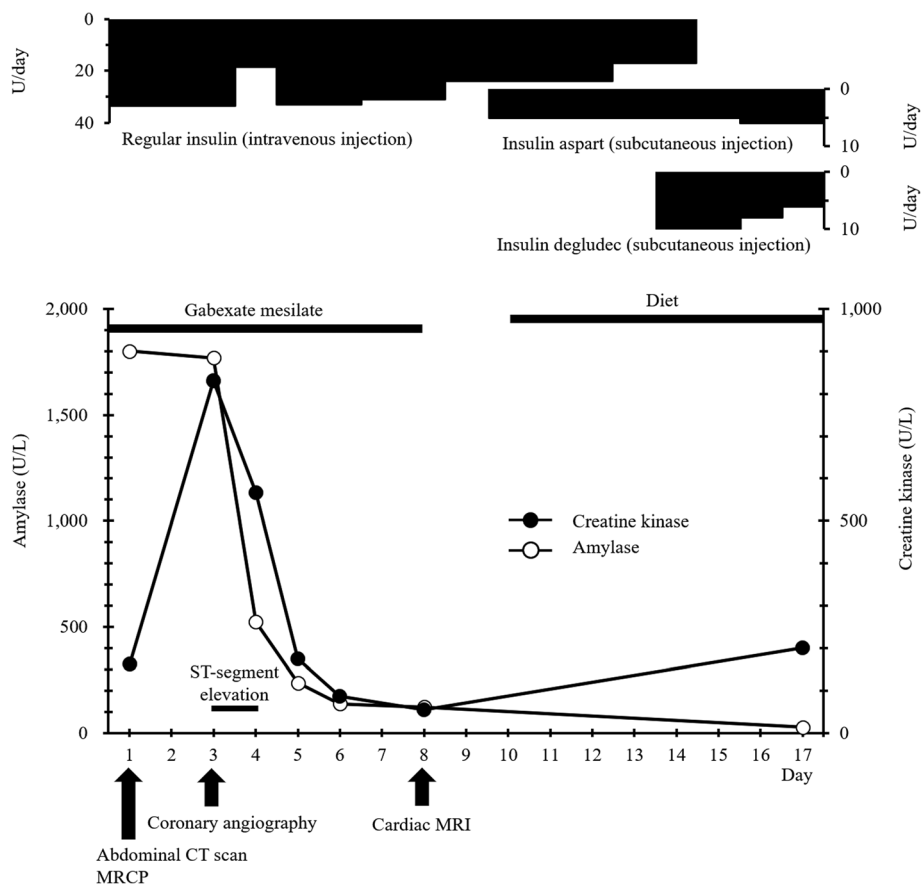 0
20
40
U/day
Regular insulin (intravenous injection)
0
10
U/day
Insulin aspart (subcutaneous injection)
0
10
U/day
Insulin degludec (subcutaneous injection)
2,000
1,500
1,000
500
0
Amylase (U/L)
Gabexate mesilate
Diet
1,000
500
0
Creatine kinase (U/L)
Creatine kinase
Amylase
ST-segment
elevation
1 2 3 4 5 6 7 8 9 10 11 12 13 14 15 16 17
Day
Coronary angiography
Cardiac MRI
Abdominal CT scan
MRCP